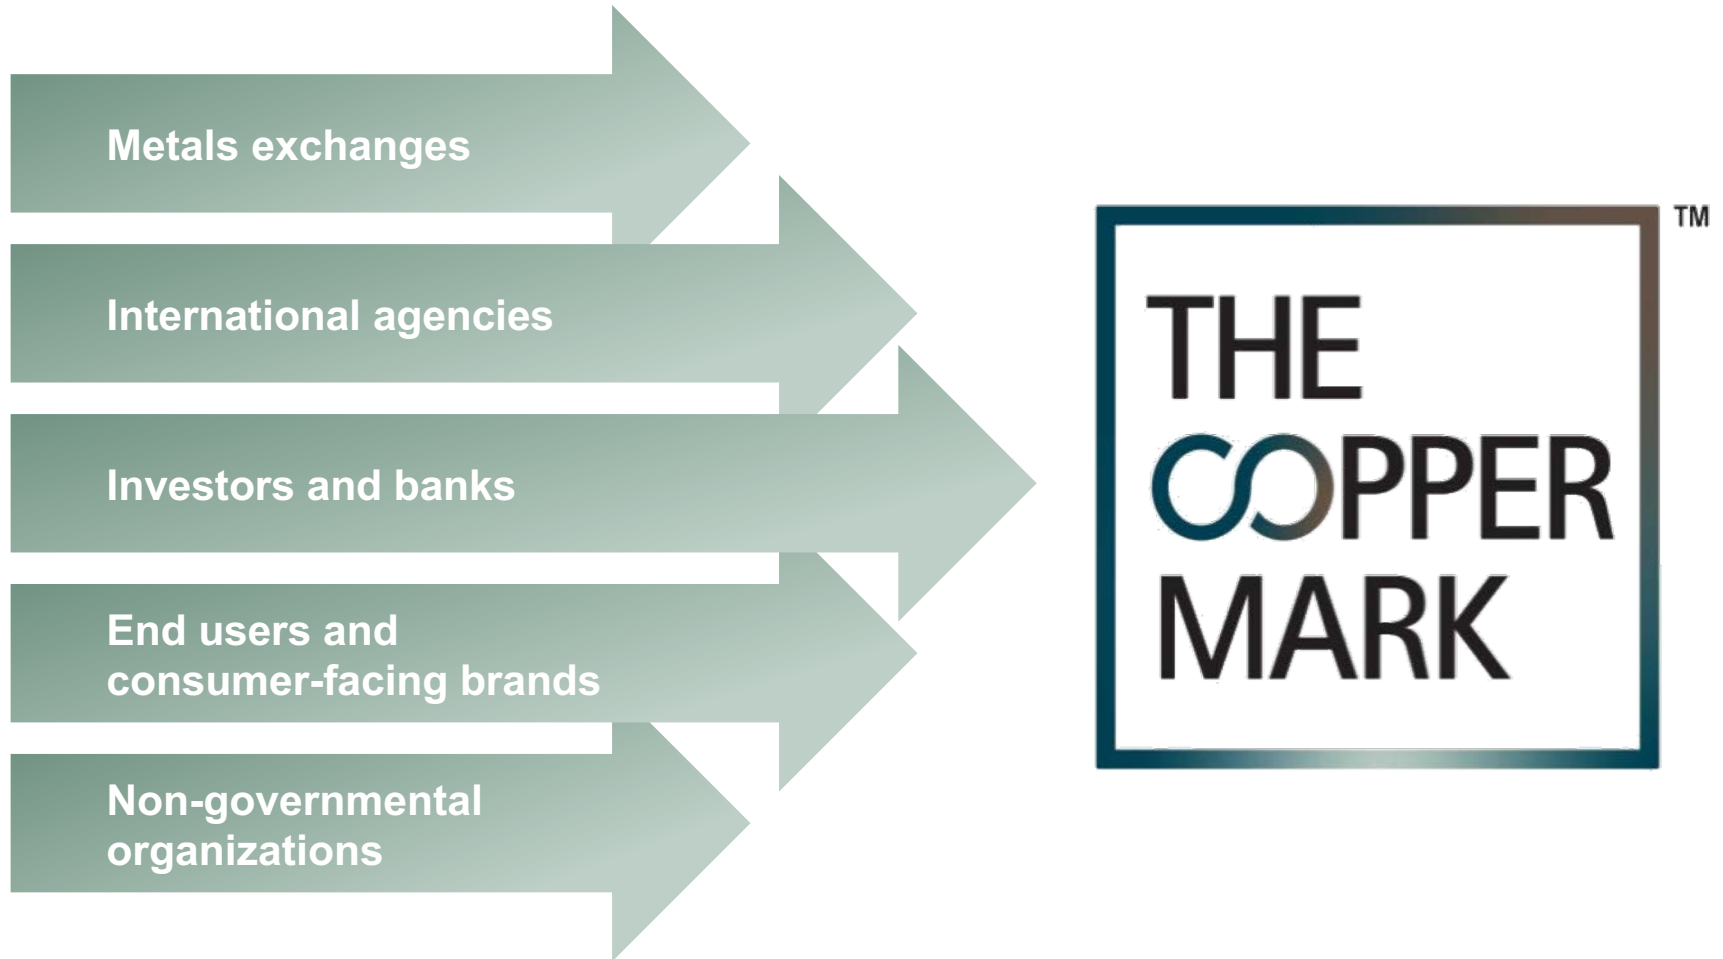 Metals exchanges
International agencies
Investors and banks
End users and
consumer-facing brands
Non-governmental
organizations
TM
THE
COPPER
MARK